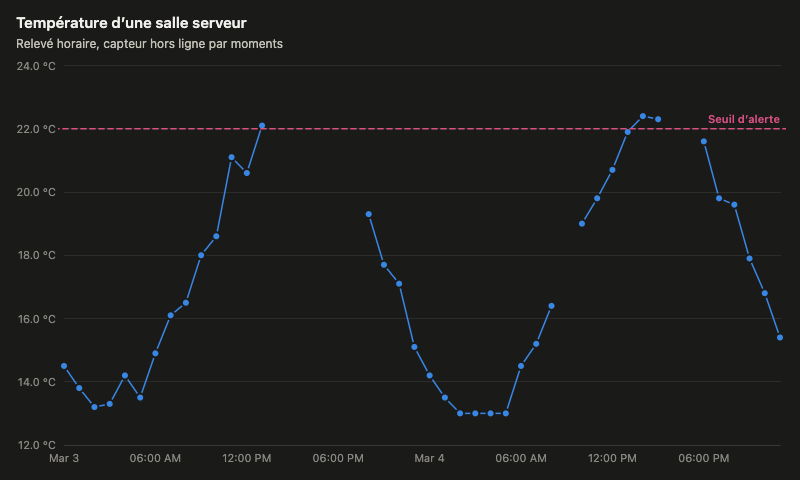 Température d’une salle serveur
Relevé horaire, capteur hors ligne par moments
24.0 °C
Seuil d’alerte
22.0 °C
20.0 °C
18.0 °C
16.0 °C
14.0 °C
12.0 °C
Mar 3 06:00 AM 12:00 PM 06:00 PM Mar 4 06:00 AM 12:00 PM 06:00 PM